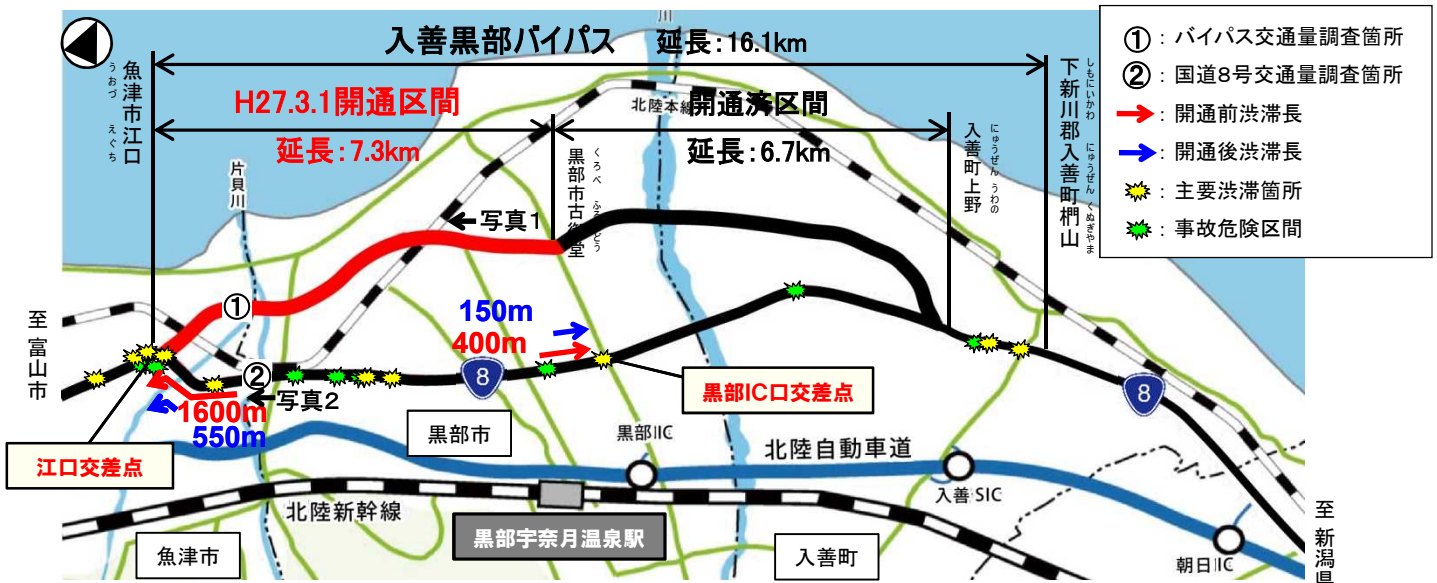 入善黒部バイパス 延長：16.1km
H27.3.1開通区間
延長：7.3km
開通済区間
延長：6.7km
魚津市江口
うおづ えぐち
下新川郡入善町椚山
しもにいかわ にゅうぜん くぬぎやま
入善町上野
にゅうぜん うわの
黒部市古御堂
くろべ ふるみどう
川
北陸本線
片貝川
←写真1
①
②
←写真2
150m
400m
1600m
550m
8
8
江口交差点
黒部IC口交差点
至 富山市
至 新潟県
黒部市
黒部IC
北陸自動車道
入善SIC
朝日IC
北陸新幹線
黒部宇奈月温泉駅
魚津市
入善町
①：バイパス交通量調査箇所
②：国道8号交通量調査箇所
→：開通前渋滞長
→：開通後渋滞長
：主要渋滞箇所
：事故危険区間